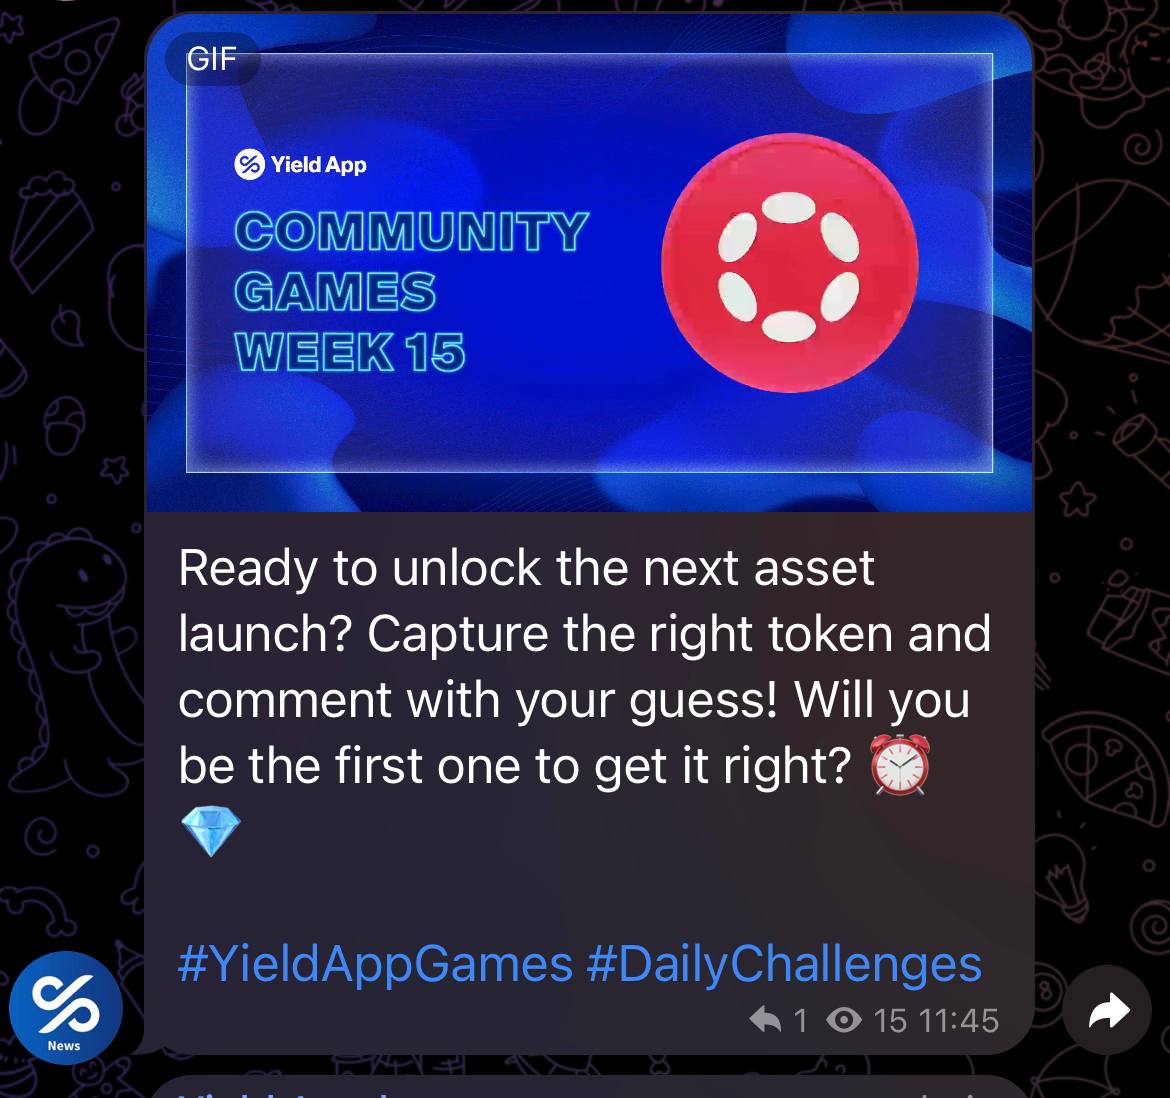 GIF
Yield App
COMMUNITY
GAMES
WEEK 15
Ready to unlock the next asset
launch? Capture the right token and
comment with your guess! Will you
be the first one to get it right? ⏰
💎
#YieldAppGames #DailyChallenges
1 15 11:45
News
8